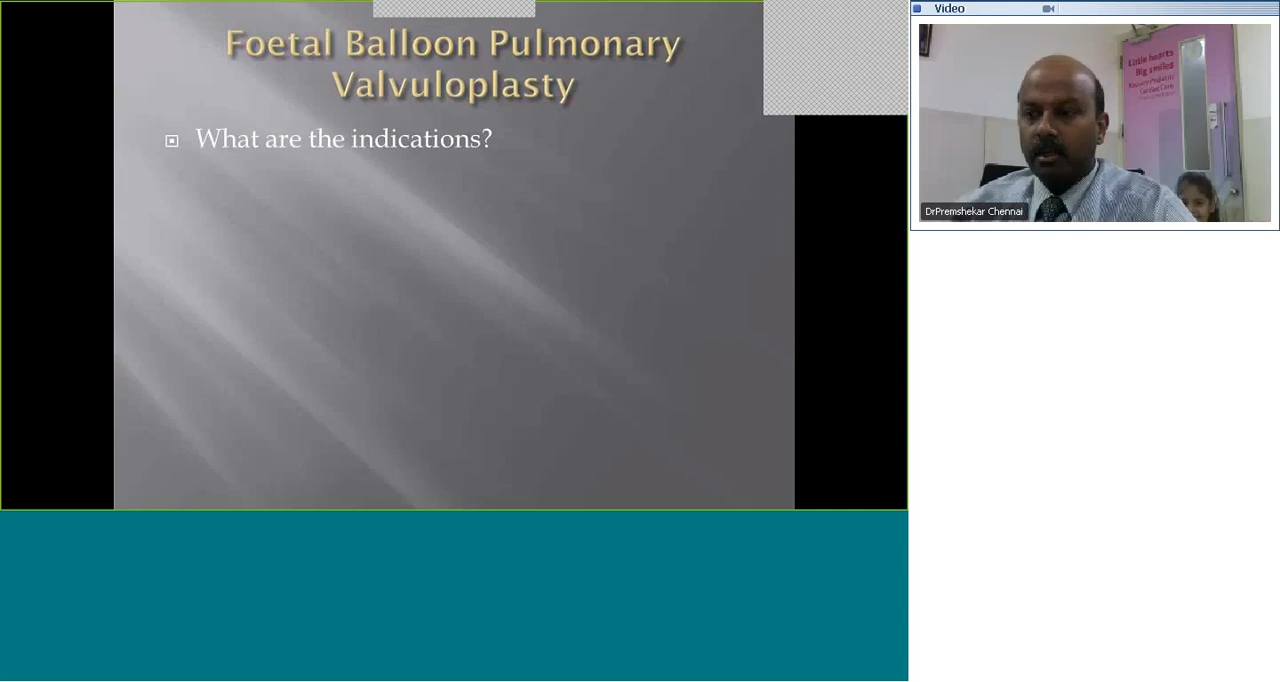 Foetal Balloon Pulmonary
Valvuloplasty
What are the indications?
Video
Little hearts
Big smiles
DrPremshekar Chennai